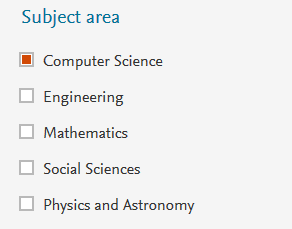 Subject area
Computer Science
Engineering
Mathematics
Social Sciences
Physics and Astronomy